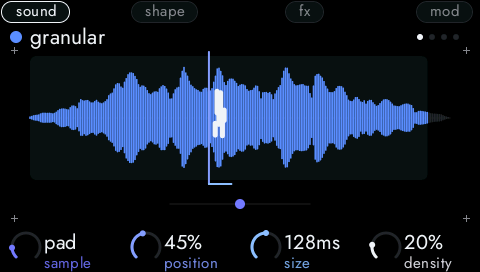 sound shape fx mod
granular
pad 45% 128ms 20%
sample position size density